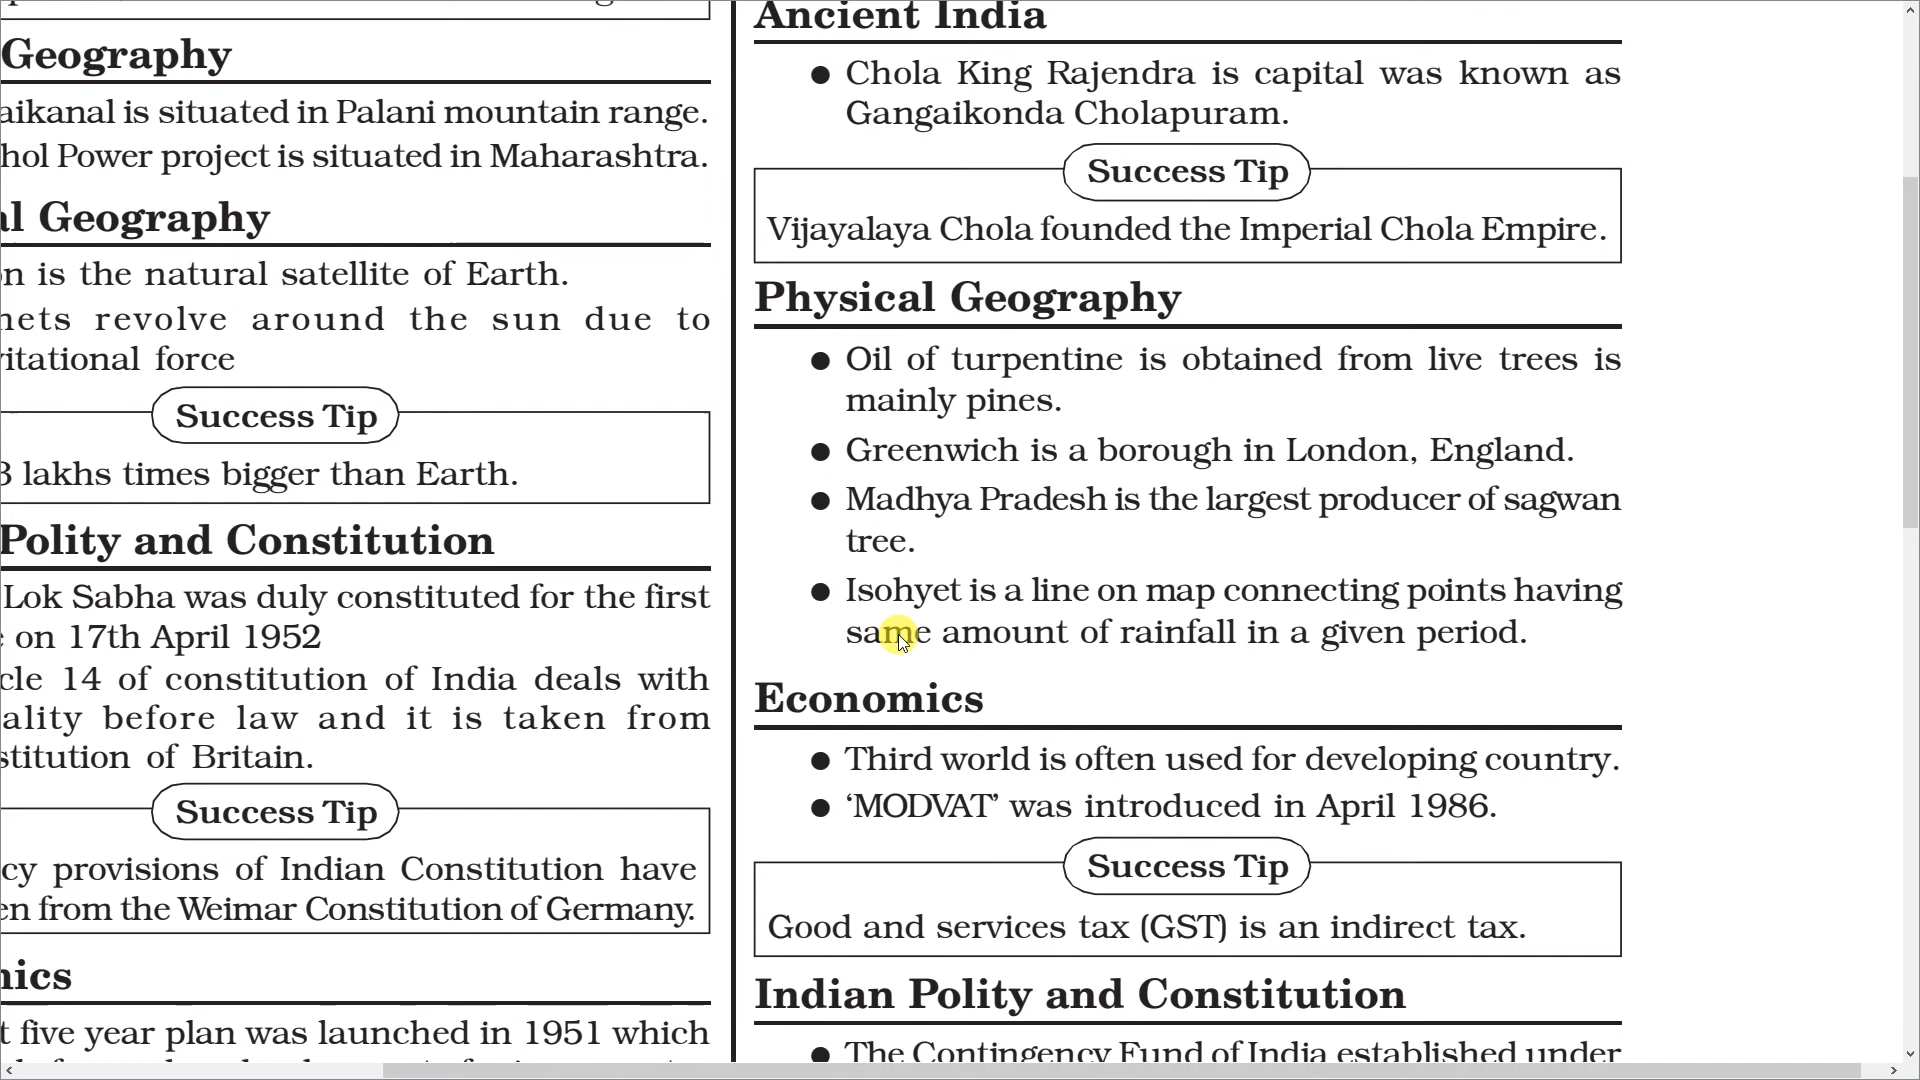 Geography
aikanal is situated in Palani mountain range.
hol Power project is situated in Maharashtra.
al Geography
n is the natural satellite of Earth.
nets revolve around the sun due to
vitational force
Success Tip
3 lakhs times bigger than Earth.
Polity and Constitution
Lok Sabha was duly constituted for the first
e on 17th April 1952
cle 14 of constitution of India deals with
ality before law and it is taken from
stitution of Britain.
Success Tip
cy provisions of Indian Constitution have
en from the Weimar Constitution of Germany.
nics
t five year plan was launched in 1951 which
Ancient India
● Chola King Rajendra is capital was known as
Gangaikonda Cholapuram.
Success Tip
Vijayalaya Chola founded the Imperial Chola Empire.
Physical Geography
● Oil of turpentine is obtained from live trees is
mainly pines.
● Greenwich is a borough in London, England.
● Madhya Pradesh is the largest producer of sagwan
tree.
● Isohyet is a line on map connecting points having
same amount of rainfall in a given period.
Economics
● Third world is often used for developing country.
● ‘MODVAT’ was introduced in April 1986.
Success Tip
Good and services tax (GST) is an indirect tax.
Indian Polity and Constitution
● The Contingency Fund of India established under